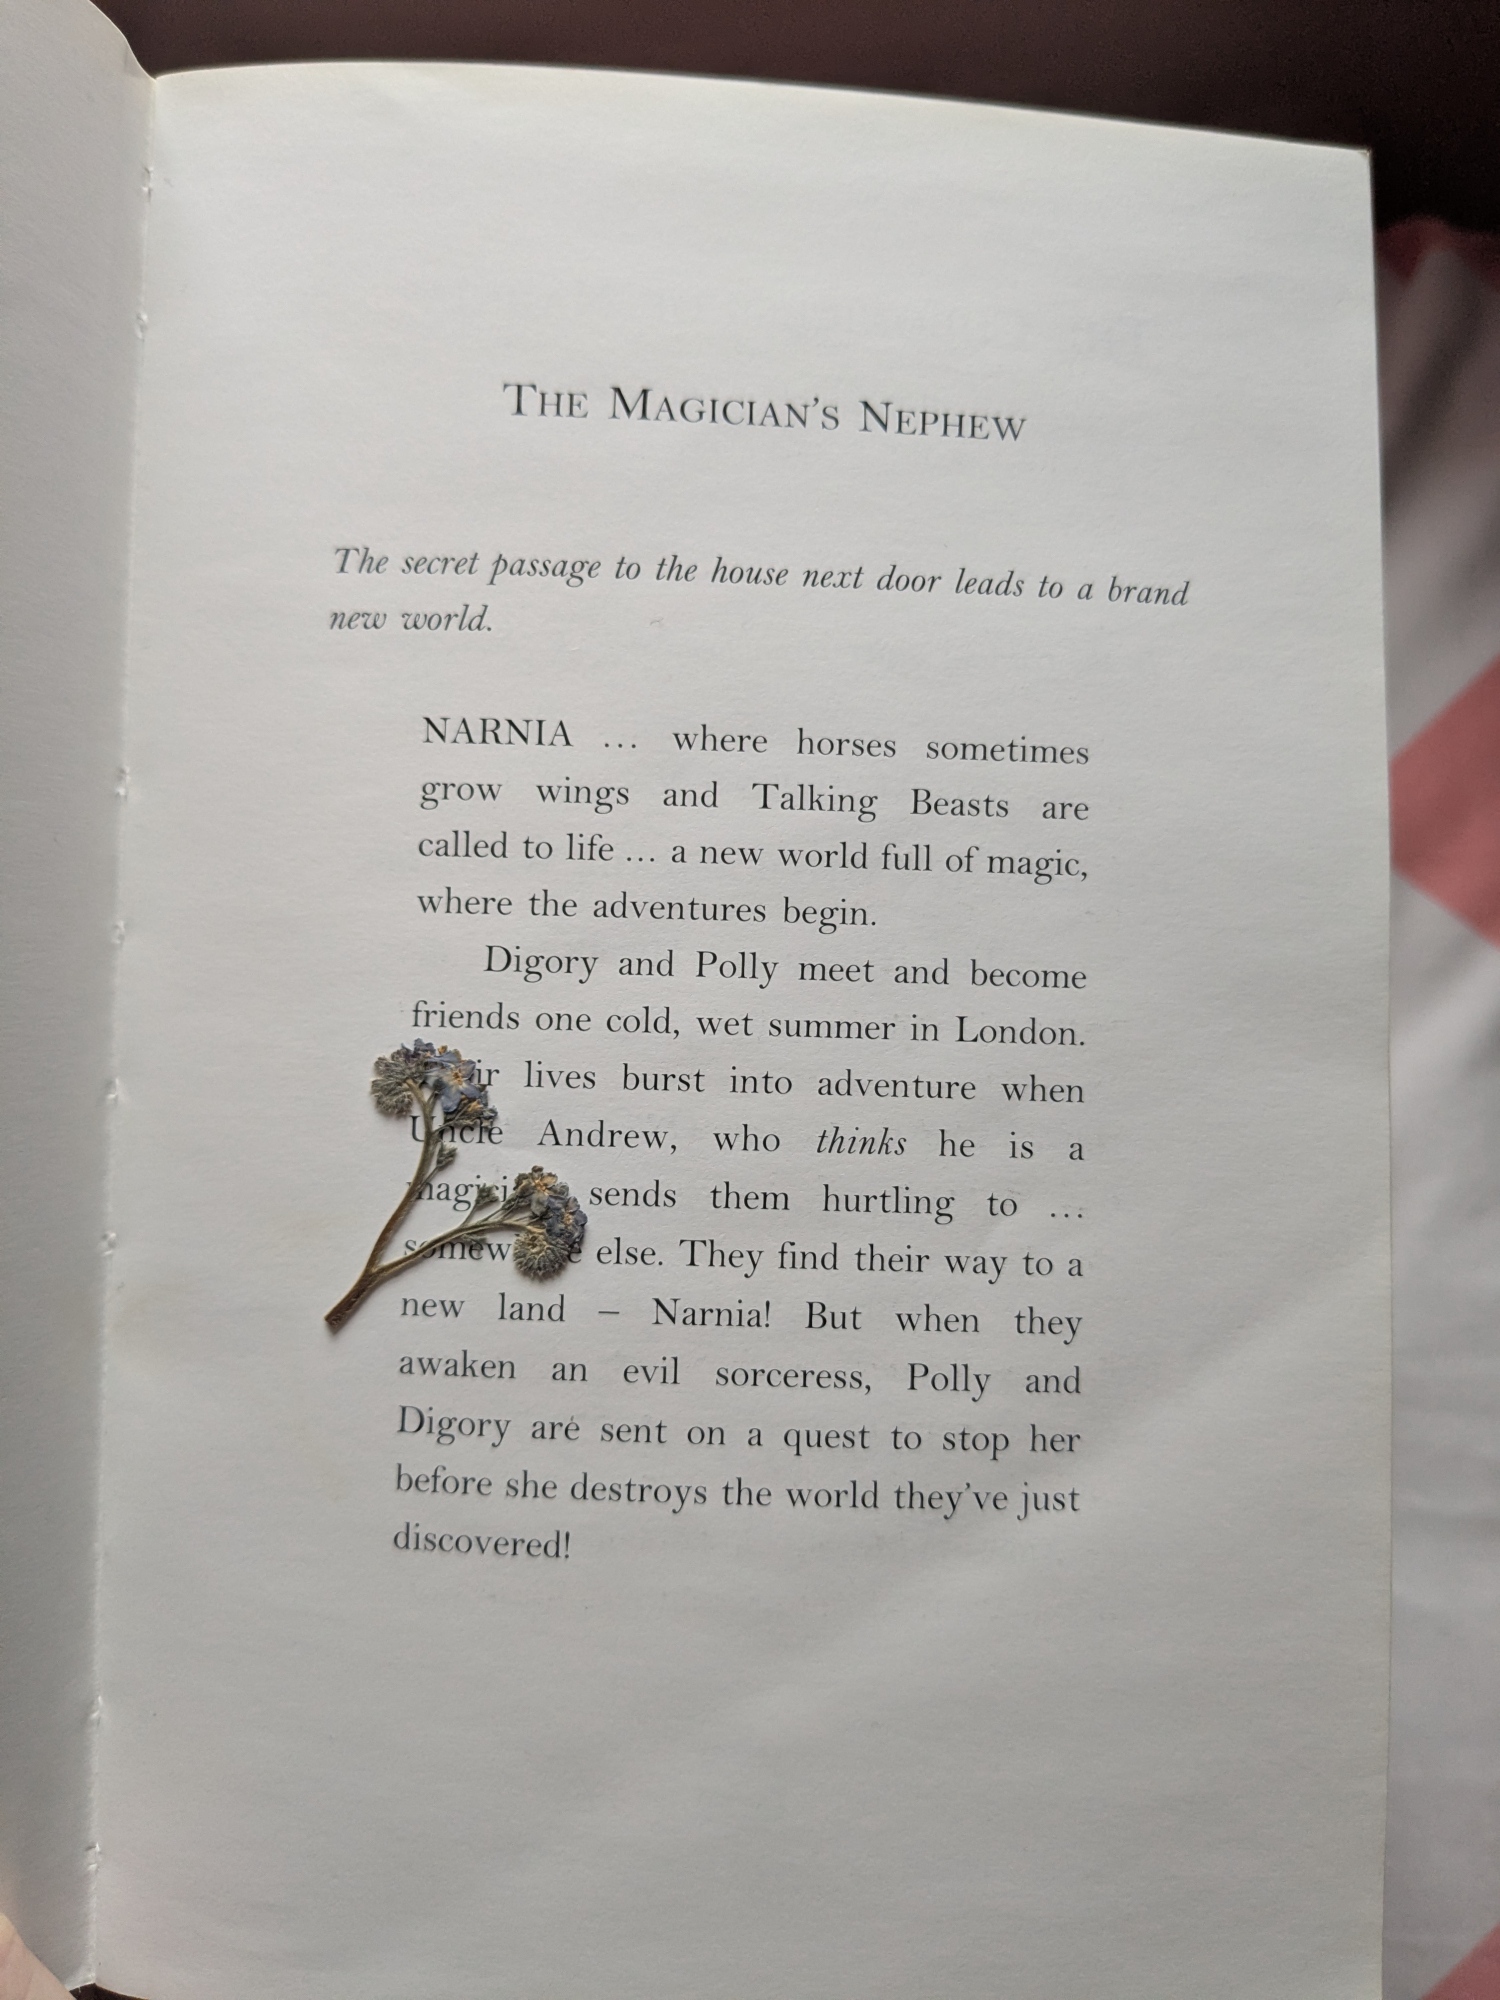 The Magician's Nephew
The secret passage to the house next door leads to a brand
new world.
NARNIA ... where horses sometimes
grow wings and Talking Beasts are
called to life ... a new world full of magic,
where the adventures begin.
Digory and Polly meet and become
friends one cold, wet summer in London.
lives burst into adventure when
Uncle Andrew, who thinks he is a
sends them hurtling to ...
else. They find their way to a
new land – Narnia! But when they
awaken an evil sorceress, Polly and
Digory are sent on a quest to stop her
before she destroys the world they've just
discovered!